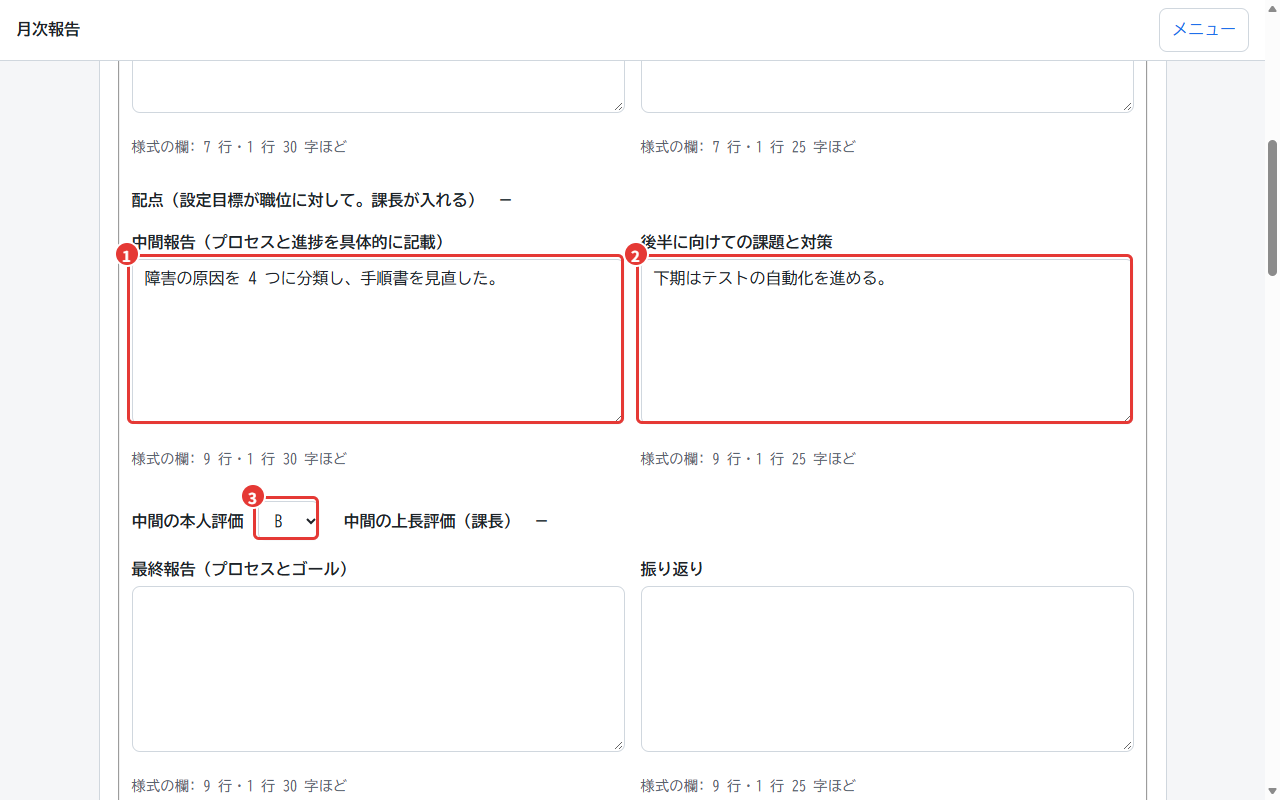 月次報告
メニュー
様式の欄: 7 行・1 行 30 字ほど
様式の欄: 7 行・1 行 25 字ほど
配点（設定目標が職位に対して。課長が入れる） —
中間報告（プロセスと進捗を具体的に記載）
後半に向けての課題と対策
1
2
障害の原因を 4 つに分類し、手順書を見直した。
下期はテストの自動化を進める。
様式の欄: 9 行・1 行 30 字ほど
様式の欄: 9 行・1 行 25 字ほど
3
中間の本人評価 B 中間の上長評価（課長） —
最終報告（プロセスとゴール）
振り返り
様式の欄: 9 行・1 行 30 字ほど
様式の欄: 9 行・1 行 25 字ほど